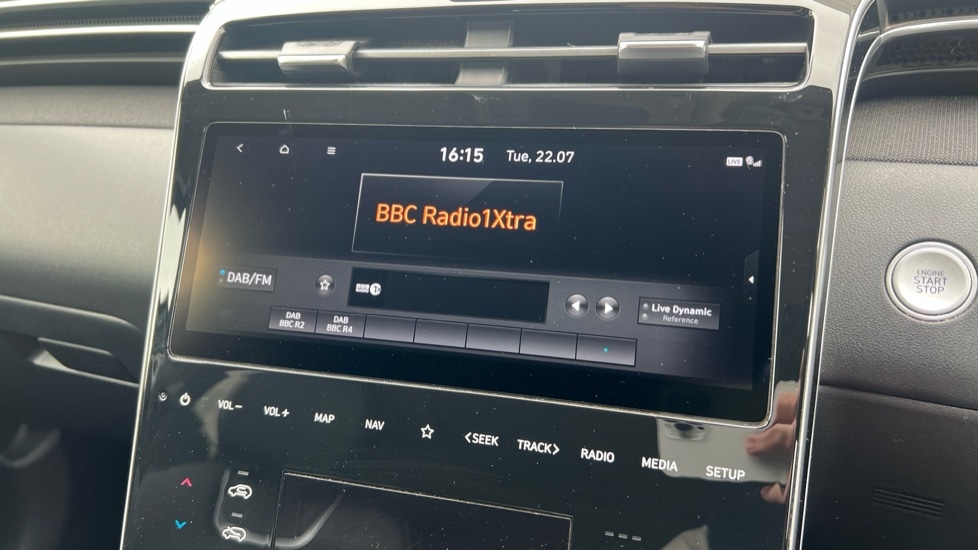 16:15 Tue, 22.07 LIVE
BBC Radio1Xtra
DAB/FM
Live Dynamic
Reference
DAB
BBC R2
DAB
BBC R4
VOL− VOL+ MAP NAV <SEEK TRACK> RADIO MEDIA SETUP
ENGINE
START
STOP